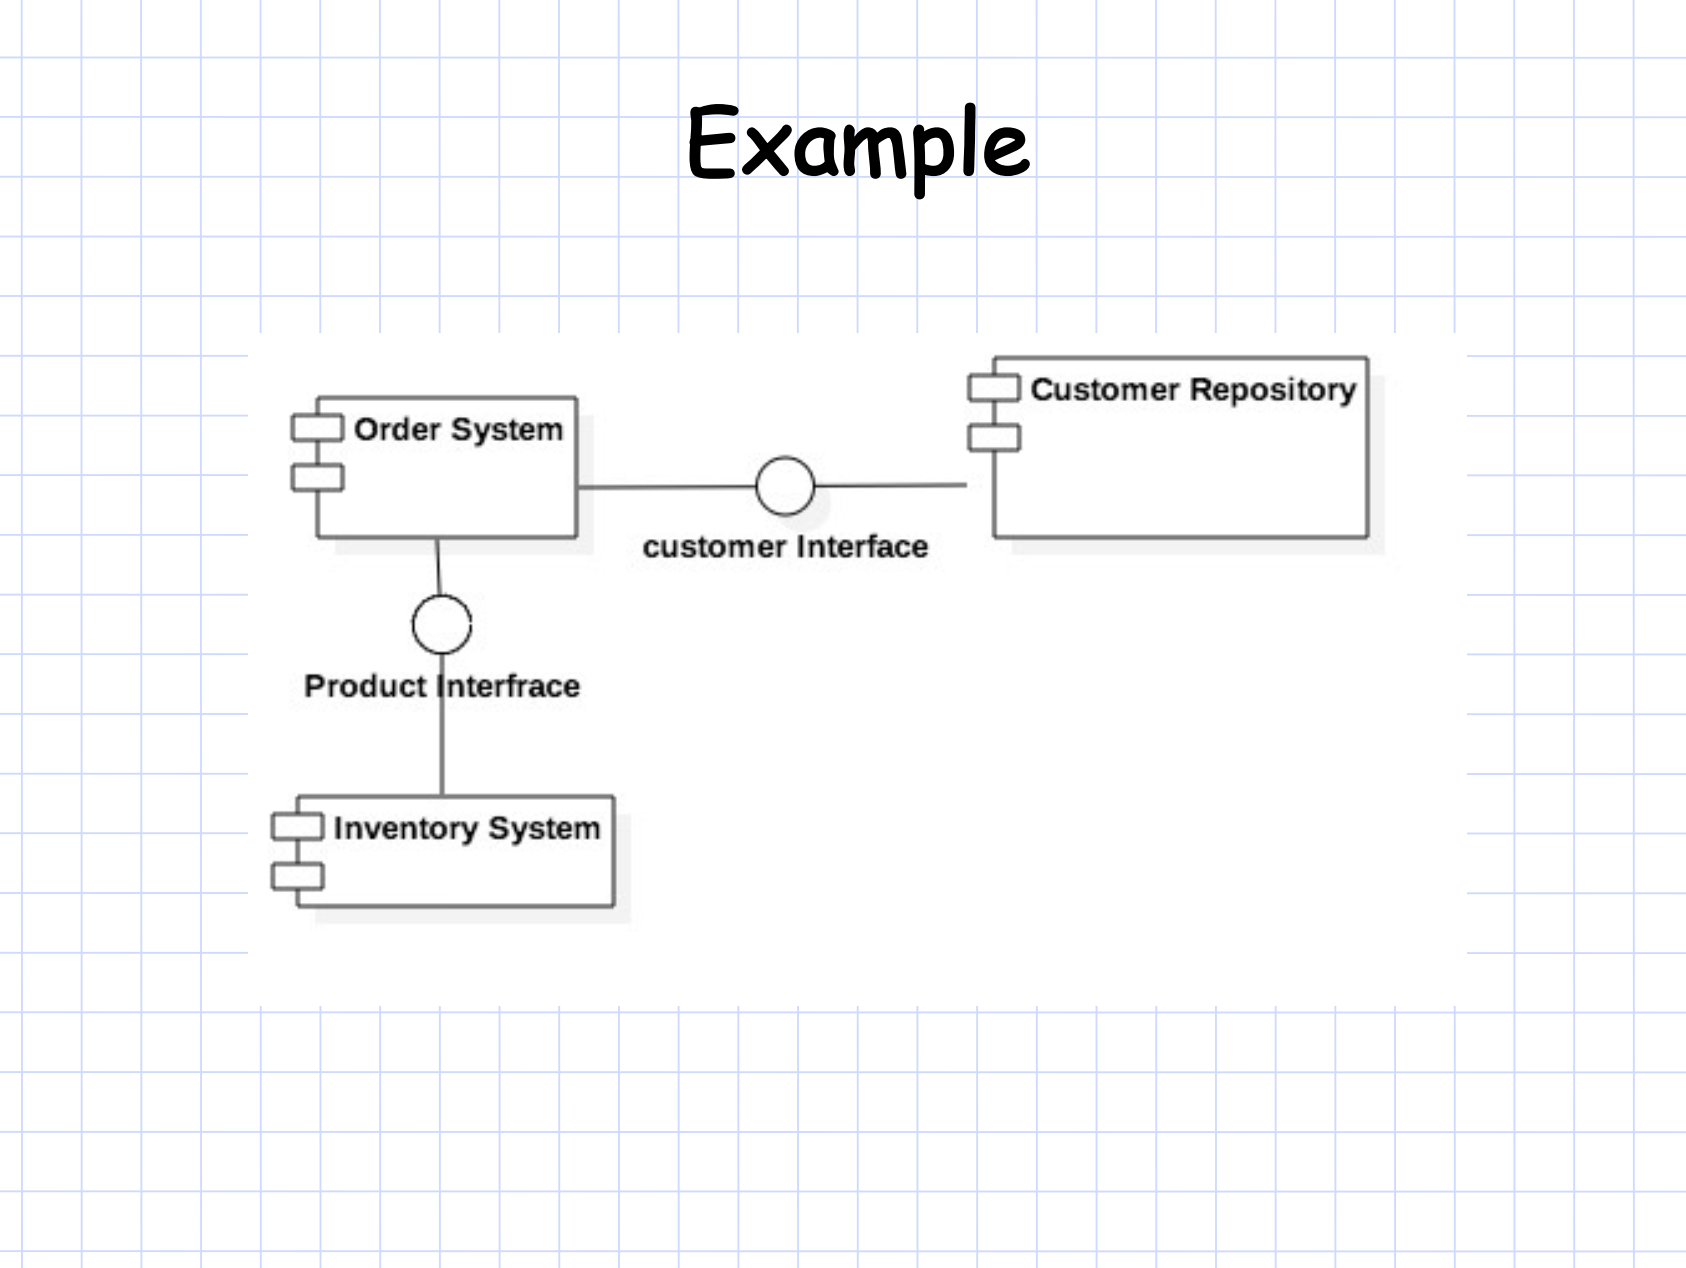 Example
Customer Repository
Order System
customer Interface
Product Interfrace
Inventory System